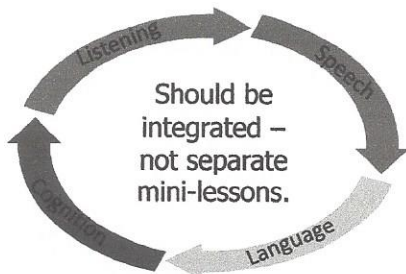 Listening
Speech
Should be
integrated –
not separate
mini-lessons.
Cognition
Language